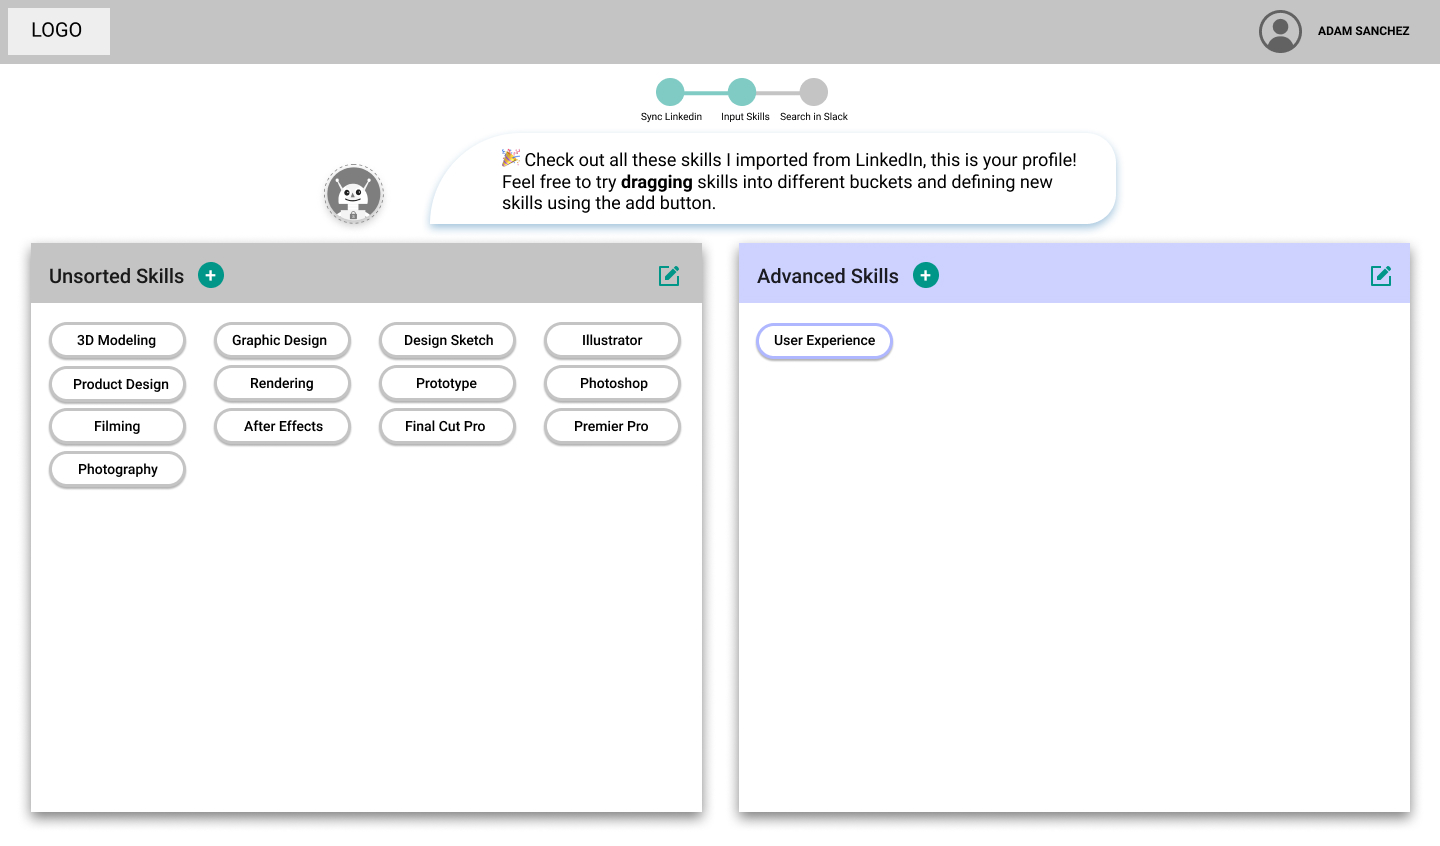 LOGO
ADAM SANCHEZ
Sync Linkedin
Input Skills
Search in Slack
🎉 Check out all these skills I imported from LinkedIn, this is your profile!
Feel free to try dragging skills into different buckets and defining new
skills using the add button.
Unsorted Skills
3D Modeling
Graphic Design
Design Sketch
Illustrator
Product Design
Rendering
Prototype
Photoshop
Filming
After Effects
Final Cut Pro
Premier Pro
Photography
Advanced Skills
User Experience